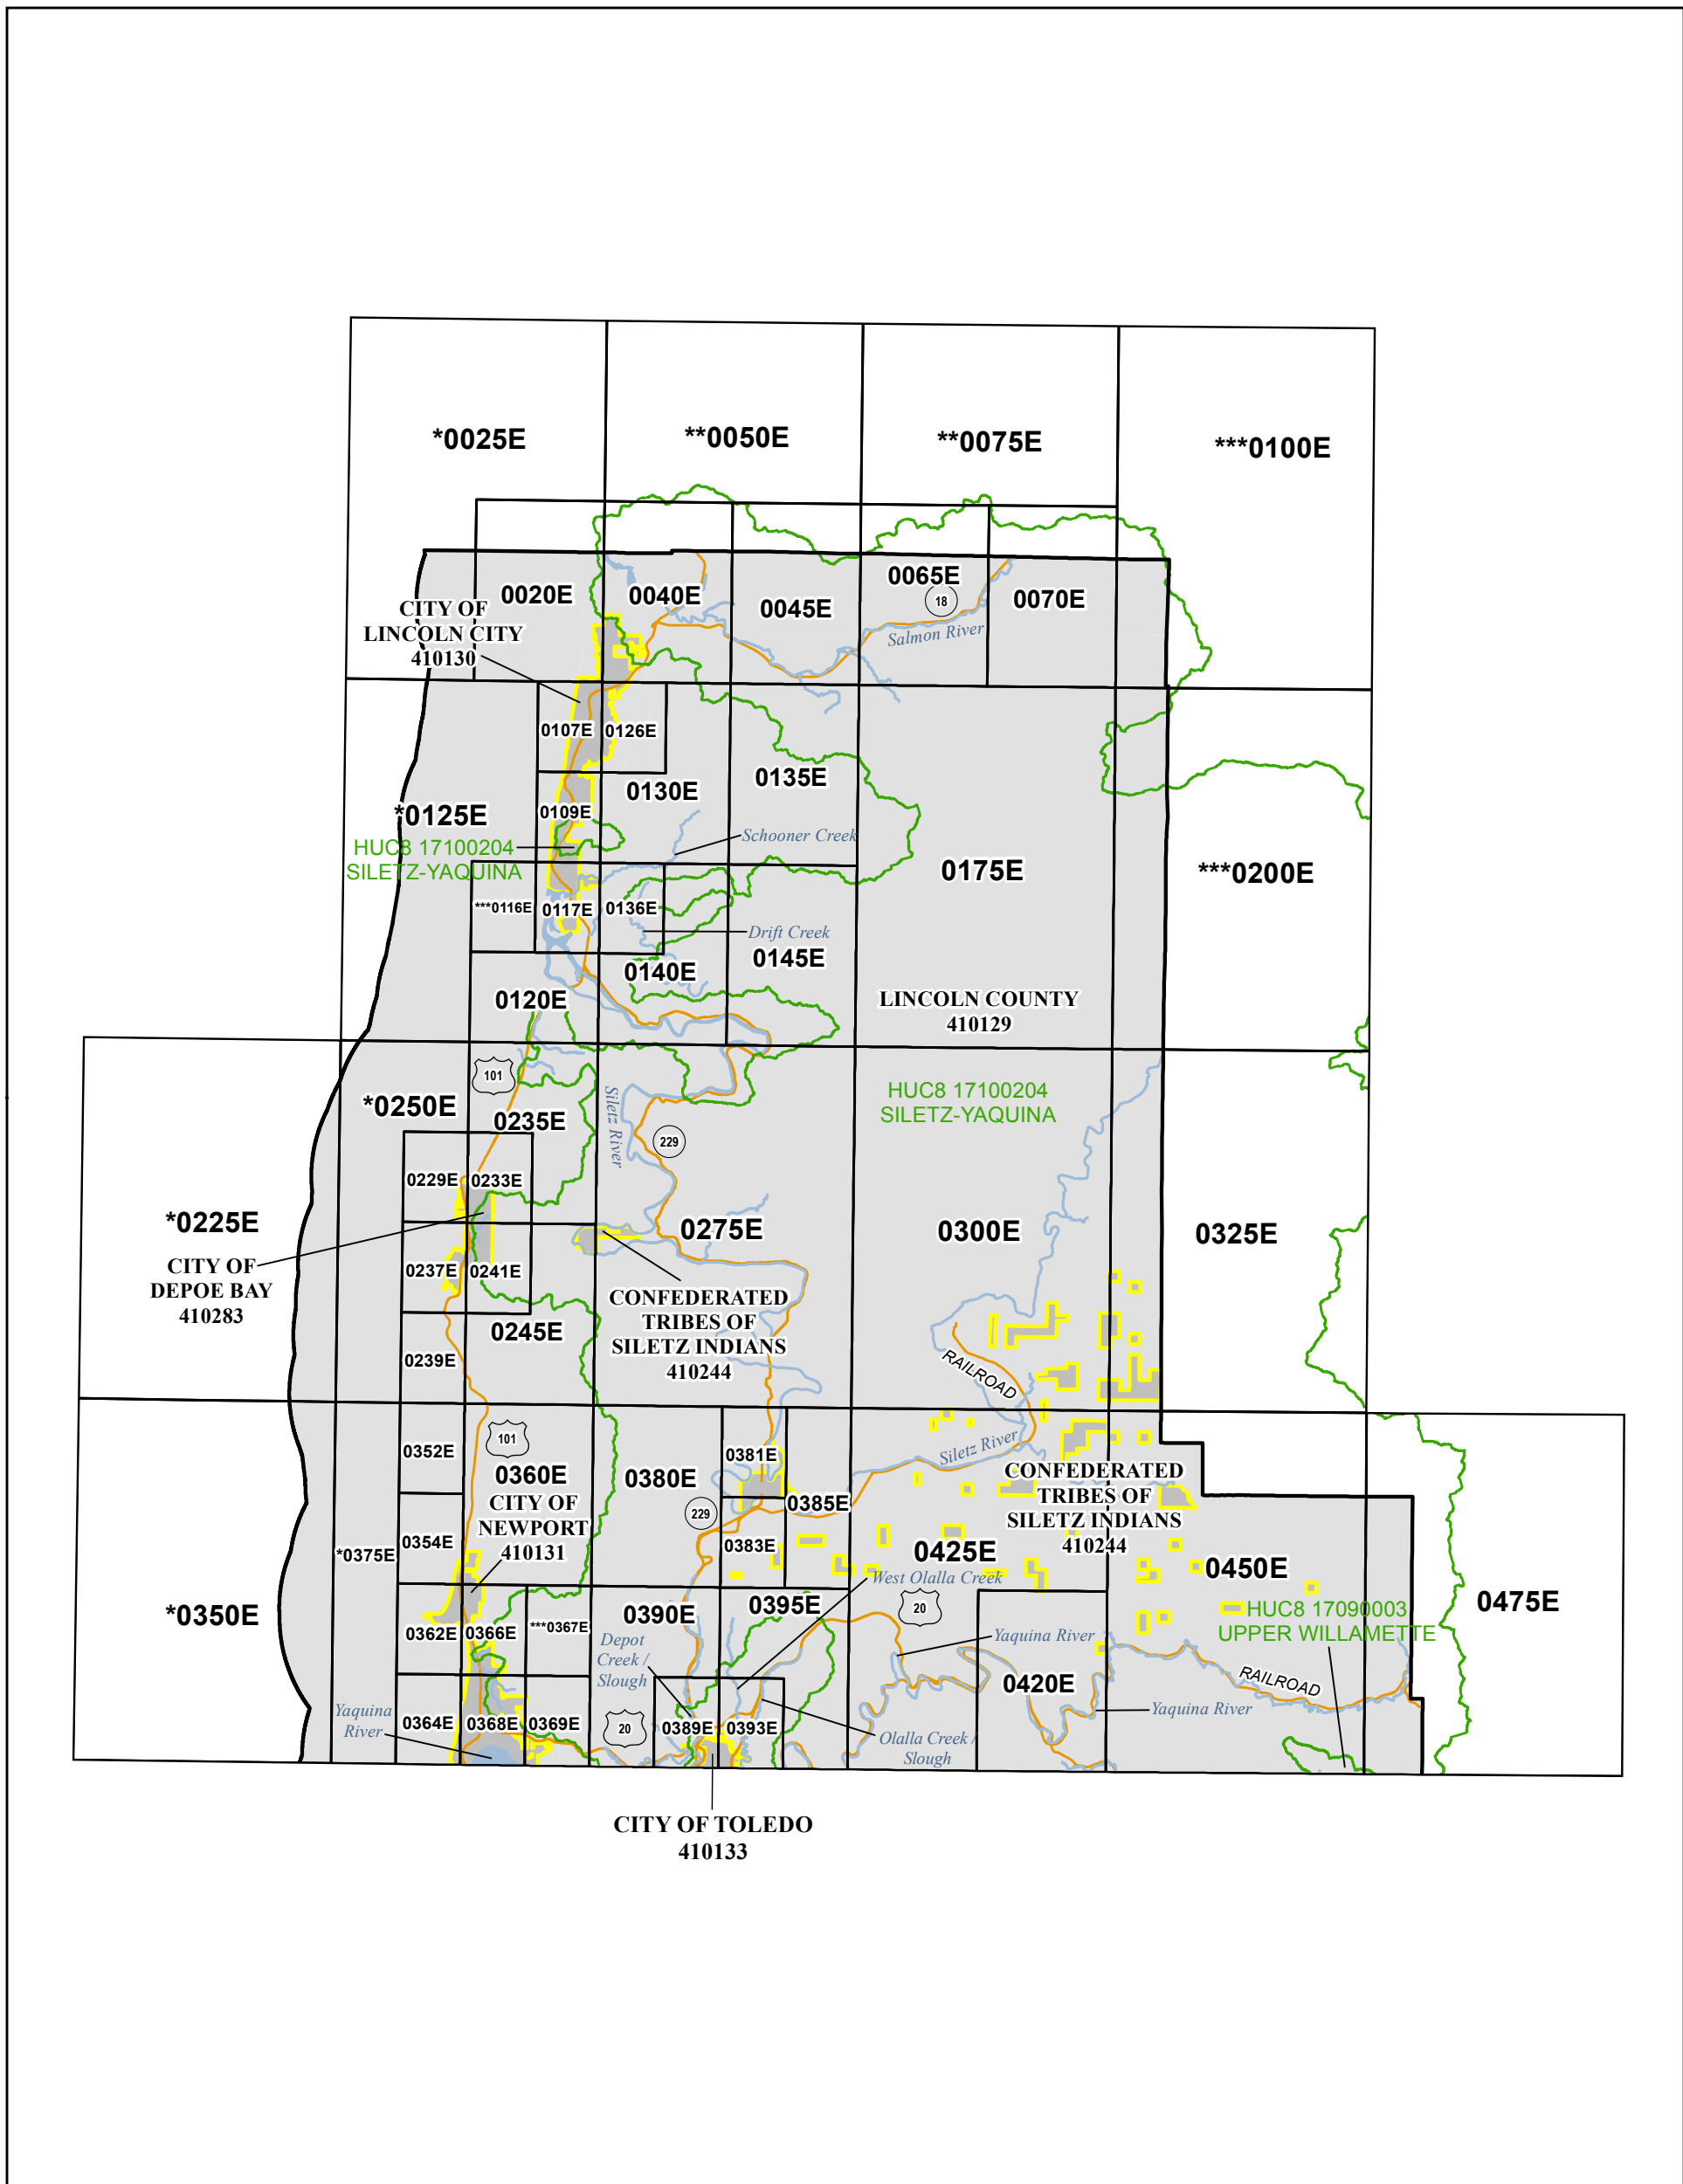 *0025E
**0050E
**0075E
***0100E
0020E
0040E
0045E
0065E
18
0070E
CITY OF
LINCOLN CITY
410130
Salmon River
0107E
0126E
0130E
0135E
*0125E
0109E
Schooner Creek
HUC8 17100204
SILETZ-YAQUINA
0175E
***0200E
***0116E
0117E
0136E
Drift Creek
0140E
0145E
0120E
LINCOLN COUNTY
410129
101
*0250E
0235E
Siletz River
229
HUC8 17100204
SILETZ-YAQUINA
0229E
0233E
*0225E
0275E
0300E
0325E
CITY OF
DEPOE BAY
410283
0237E
0241E
CONFEDERATED
TRIBES OF
SILETZ INDIANS
410244
0245E
0239E
RAILROAD
101
0352E
0360E
0380E
0381E
Siletz River
CITY OF
NEWPORT
410131
229
0385E
CONFEDERATED
TRIBES OF
SILETZ INDIANS
410244
*0375E
0354E
0383E
0425E
0450E
West Olalla Creek
*0350E
0362E
0366E
***0367E
0390E
0395E
20
HUC8 17090003
UPPER WILLAMETTE
0475E
Depot
Creek /
Slough
Yaquina River
0420E
RAILROAD
Yaquina
River
0364E
0368E
0369E
20
0389E
0393E
Yaquina River
Olalla Creek /
Slough
CITY OF TOLEDO
410133